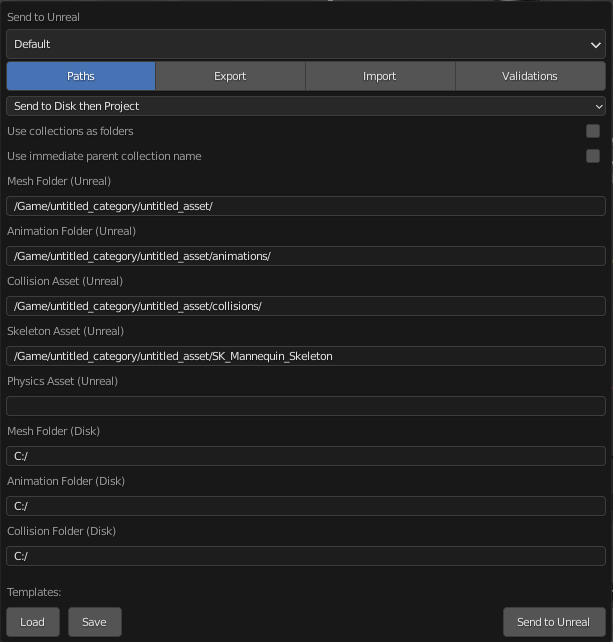 Send to Unreal
Default
Paths Export Import Validations
Send to Disk then Project
Use collections as folders
Use immediate parent collection name
Mesh Folder (Unreal)
/Game/untitled_category/untitled_asset/
Animation Folder (Unreal)
/Game/untitled_category/untitled_asset/animations/
Collision Asset (Unreal)
/Game/untitled_category/untitled_asset/collisions/
Skeleton Asset (Unreal)
/Game/untitled_category/untitled_asset/SK_Mannequin_Skeleton
Physics Asset (Unreal)
Mesh Folder (Disk)
C:/
Animation Folder (Disk)
C:/
Collision Folder (Disk)
C:/
Templates:
Load Save Send to Unreal